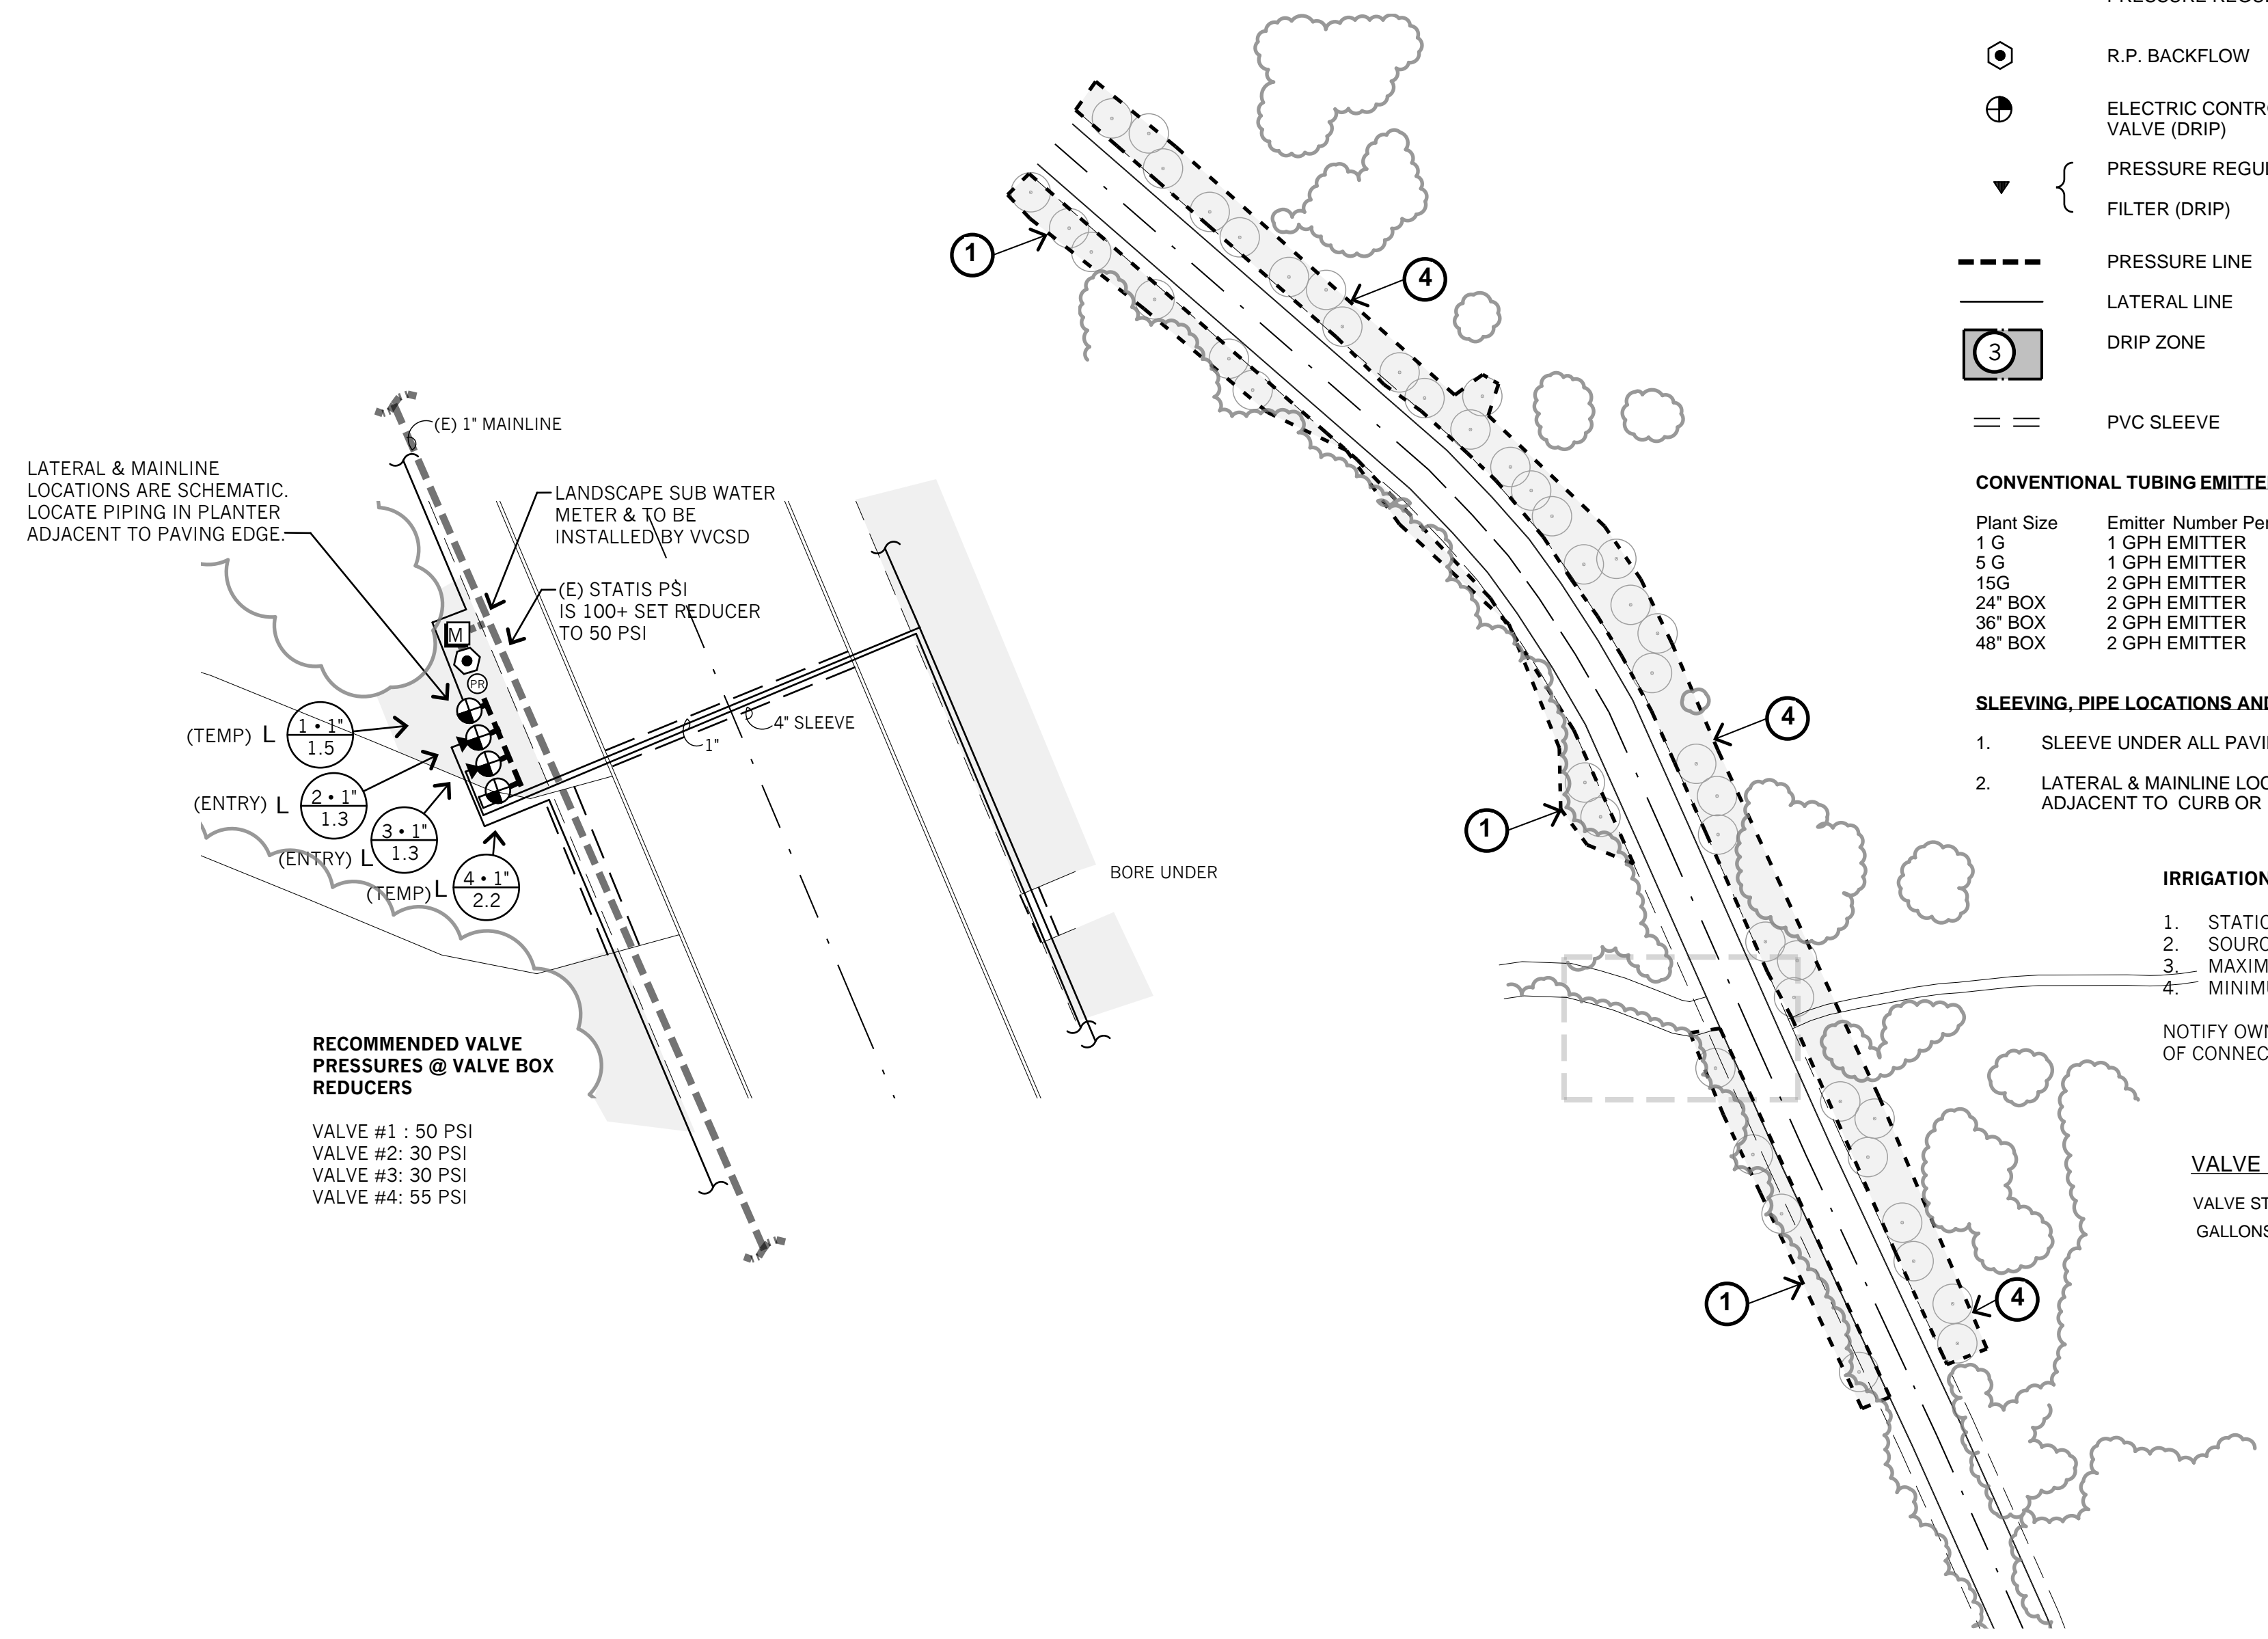 (E) 1" MAINLINE
LATERAL & MAINLINE
LOCATIONS ARE SCHEMATIC.
LOCATE PIPING IN PLANTER
ADJACENT TO PAVING EDGE.
LANDSCAPE SUB WATER
METER & TO BE
INSTALLED BY VVCSD
(E) STATIS PSI
IS 100+ SET REDUCER
TO 50 PSI
M
PR
(TEMP) L 1 • 1"
1.5
(ENTRY) L 2 • 1"
1.3
(ENTRY) L 3 • 1"
1.3
(TEMP) L 4 • 1"
2.2
4" SLEEVE
1"
BORE UNDER
RECOMMENDED VALVE
PRESSURES @ VALVE BOX
REDUCERS
VALVE #1 : 50 PSI
VALVE #2: 30 PSI
VALVE #3: 30 PSI
VALVE #4: 55 PSI
1
4
4
1
1
4
R.P. BACKFLOW
ELECTRIC CONTR
VALVE (DRIP)
PRESSURE REGU
FILTER (DRIP)
PRESSURE LINE
LATERAL LINE
3 DRIP ZONE
PVC SLEEVE
CONVENTIONAL TUBING EMITTE
Plant Size Emitter Number Per
1 G 1 GPH EMITTER
5 G 1 GPH EMITTER
15G 2 GPH EMITTER
24" BOX 2 GPH EMITTER
36" BOX 2 GPH EMITTER
48" BOX 2 GPH EMITTER
SLEEVING, PIPE LOCATIONS AND
1. SLEEVE UNDER ALL PAVI
2. LATERAL & MAINLINE LOC
ADJACENT TO CURB OR
IRRIGATION
1. STATIC
2. SOURC
3. MAXIM
4. MINIM
NOTIFY OWN
OF CONNEC
VALVE
VALVE ST
GALLONS